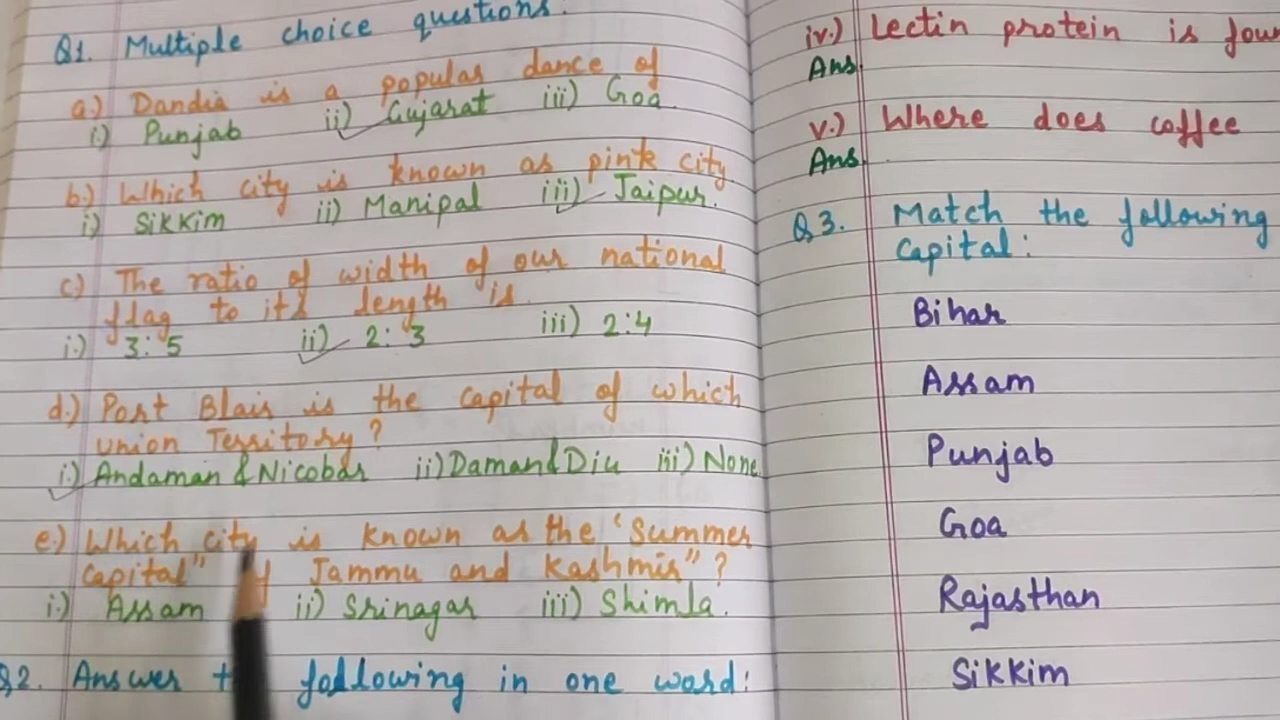 Q1. Multiple choice questions.
a.) Dandia is a popular dance of
i) Punjab ii) Gujarat iii) Goa
b.) Which city is known as pink city
i) Sikkim ii) Manipal iii) Jaipur.
c.) The ratio of width of our national
flag to its length is.
i.) 3:5 ii) 2:3 iii) 2:4
d.) Port Blair is the capital of which
union Territory?
i.) Andaman & Nicobar ii) Daman & Diu iii) None
e.) Which city is known as the 'Summer
Capital" Jammu and Kashmir"?
i.) Assam ii) Srinagar iii) Shimla.
Q2. Answer following in one word:
iv.) Lectin protein is
Ans.
v.) Where does coffee
Ans.
Q3. Match the following
Capital:
Bihar
Assam
Punjab
Goa
Rajasthan
Sikkim